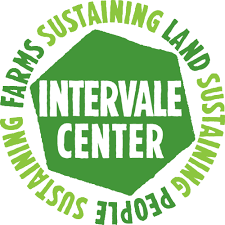 INTERVALE
CENTER
FARMS SUSTAINING LAND SUSTAINING PEOPLE SUSTAINING